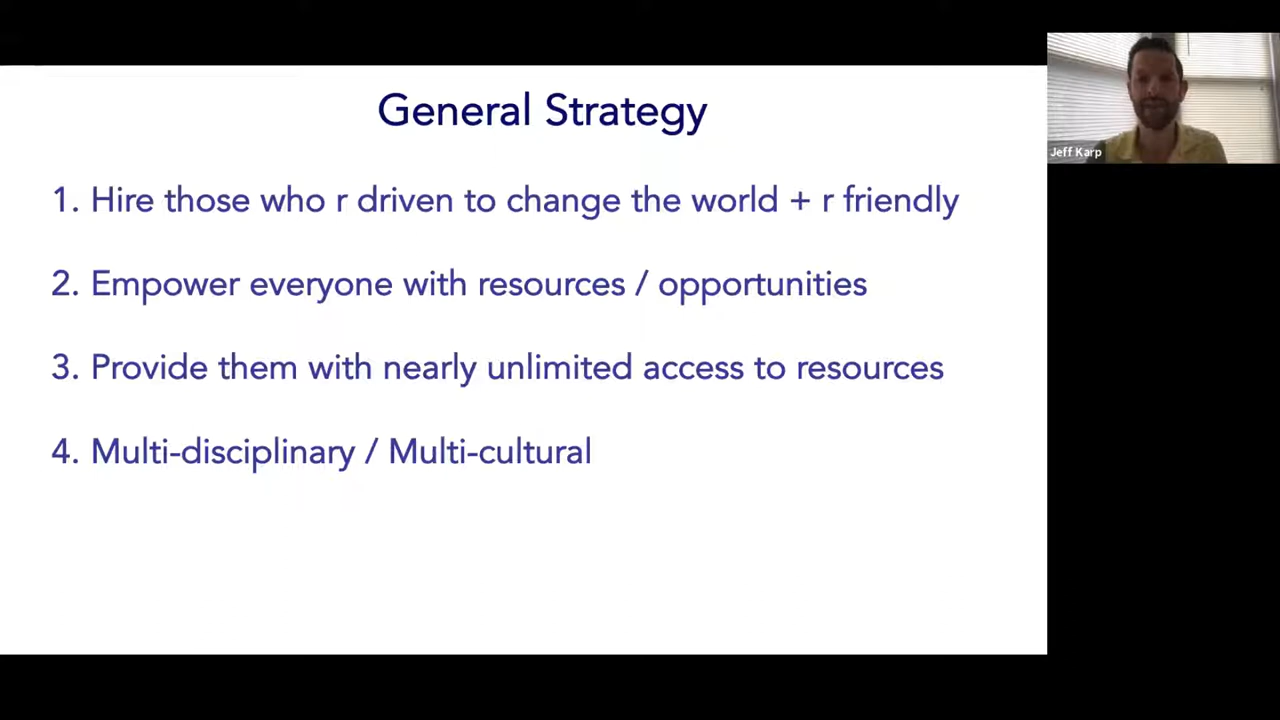 General Strategy
1. Hire those who r driven to change the world + r friendly
2. Empower everyone with resources / opportunities
3. Provide them with nearly unlimited access to resources
4. Multi-disciplinary / Multi-cultural
Jeff Karp